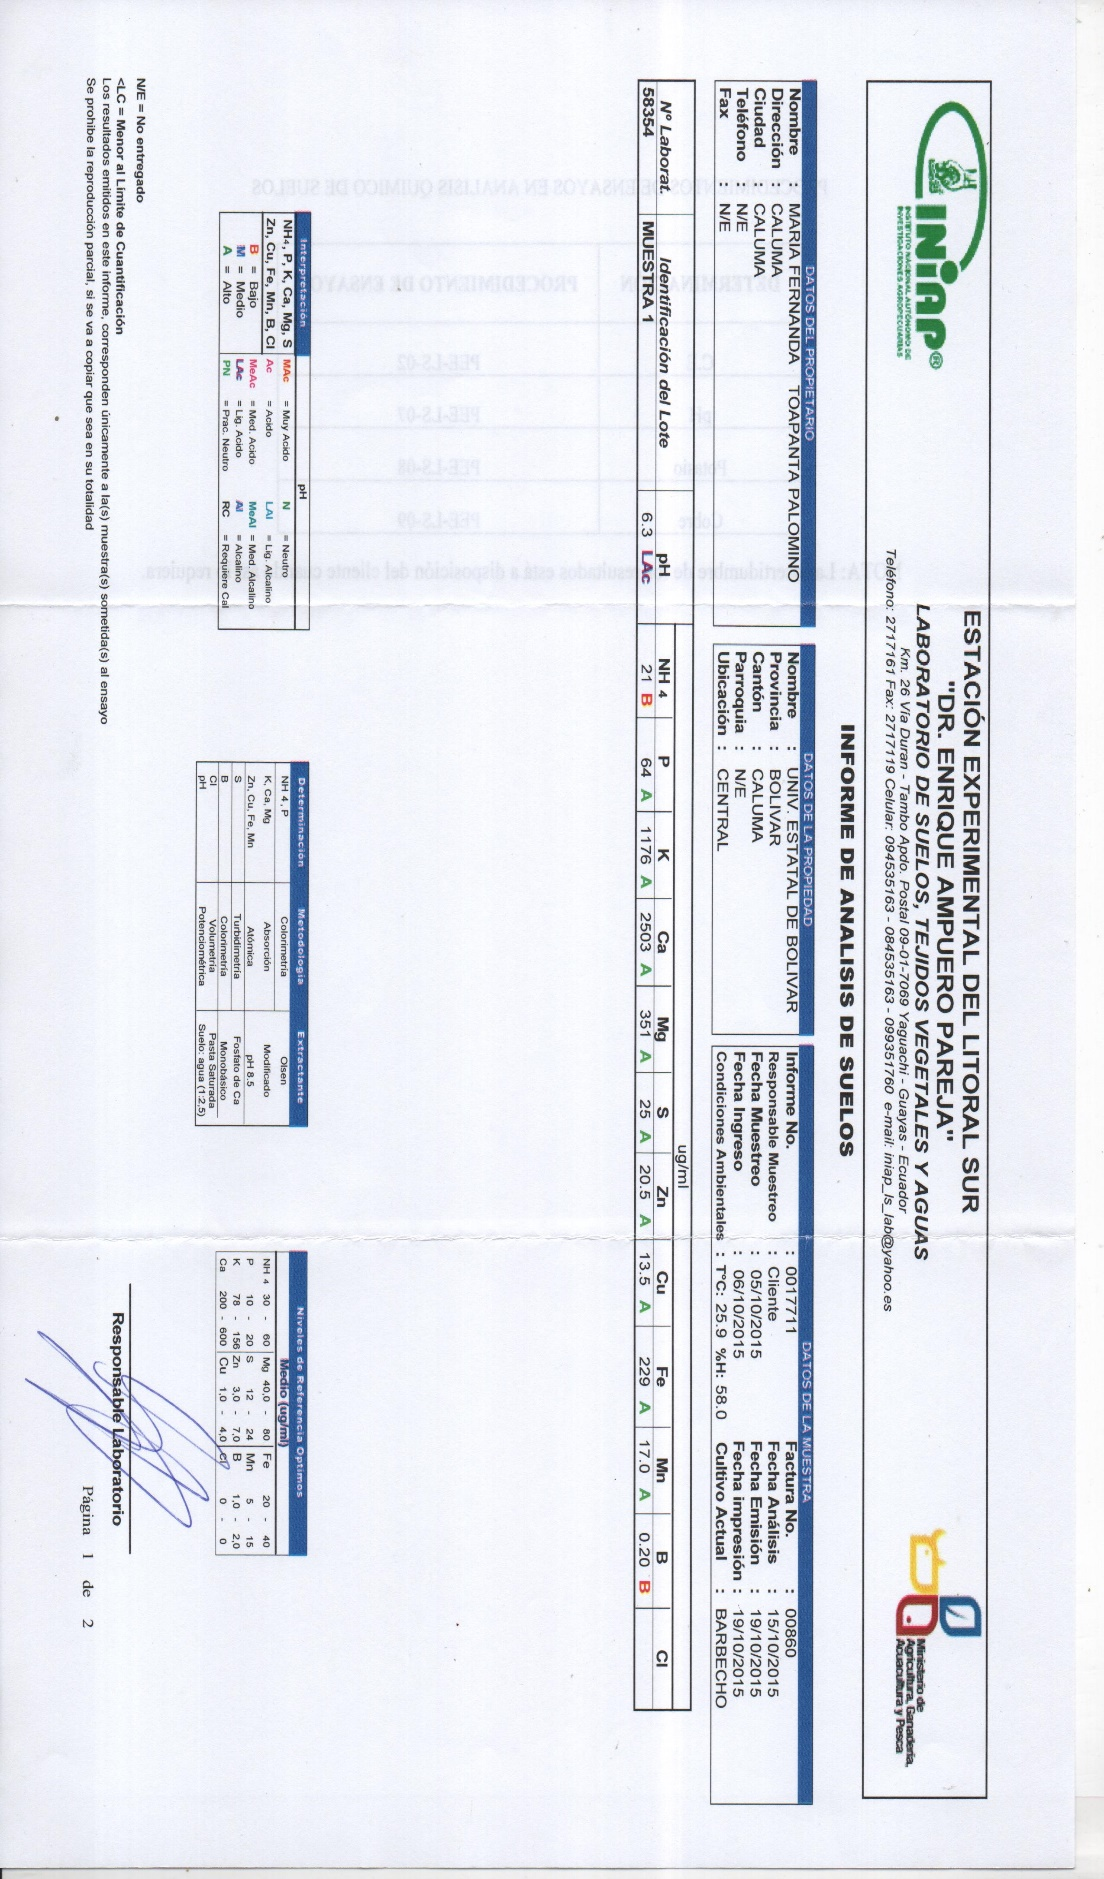 INIAP®
INSTITUTO NACIONAL AUTÓNOMO DE
INVESTIGACIONES AGROPECUARIAS
ESTACIÓN EXPERIMENTAL DEL LITORAL SUR
"DR. ENRIQUE AMPUERO PAREJA"
LABORATORIO DE SUELOS, TEJIDOS VEGETALES Y AGUAS
Km. 26 Vía Duran - Tambo Apdo. Postal 09-01-7069 Yaguachi - Guayas - Ecuador
Teléfono: 2717161 Fax: 2717119 Celular: 094535163 - 084535163 - 099351760 e-mail: iniap_ls_lab@yahoo.es
Ministerio de
Agricultura, Ganadería,
Acuacultura y Pesca
INFORME DE ANALISIS DE SUELOS
DATOS DEL PROPIETARIO
Nombre : MARIA FERNANDA TOAPANTA PALOMINO
Dirección : CALUMA
Ciudad : CALUMA
Teléfono : N/E
Fax : N/E
DATOS DE LA PROPIEDAD
Nombre : UNIV. ESTATAL DE BOLIVAR
Provincia : BOLIVAR
Cantón : CALUMA
Parroquia : N/E
Ubicación : CENTRAL
DATOS DE LA MUESTRA
Informe No. : 0017711 Factura No. : 00860
Responsable Muestreo : Cliente Fecha Análisis : 15/10/2015
Fecha Muestreo : 05/10/2015 Fecha Emisión : 19/10/2015
Fecha Ingreso : 06/10/2015 Fecha impresión : 19/10/2015
Condiciones Ambientales : T°C: 25.9 %H: 58.0 Cultivo Actual : BARBECHO
ug/ml
N° Laborat. Identificación del Lote pH NH 4 P K Ca Mg S Zn Cu Fe Mn B Cl
58354 MUESTRA 1 6.3 LAc 21 B 64 A 1176 A 2503 A 351 A 25 A 20.5 A 13.5 A 229 A 17.0 A 0.20 B
Interpretación pH
NH4, P, K, Ca, Mg, S MAc = Muy Acido N = Neutro
Zn, Cu, Fe, Mn, B, Cl Ac = Acido LAl = Lig. Alcalino
B = Bajo MeAc = Med. Acido MeAl = Med. Alcalino
M = Medio LAc = Lig. Acido Al = Alcalino
A = Alto PN = Prac. Neutro RC = Requiere Cal
Determinación Metodología Extractante
NH 4 , P Colorimetría Olsen
K, Ca, Mg Absorción Modificado
Zn, Cu, Fe, Mn Atómica pH 8.5
S Turbidimetría Fosfato de Ca
B Colorimetría Monobásico
Cl Volumetría Pasta Saturada
pH Potenciométrica Suelo: agua (1:2,5)
Niveles de Referencia Optimos
Medio (ug/ml)
NH 4 30 - 60 Mg 40,0 - 80 Fe 20 - 40
P 10 - 20 S 12 - 24 Mn 5 - 15
K 78 - 156 Zn 3,0 - 7,0 B 1,0 - 2,0
Ca 200 - 600 Cu 1,0 - 4,0 Cl 0 - 0
N/E = No entregado
<LC = Menor al Límite de Cuantificación
Los resultados emitidos en este informe, corresponden únicamente a la(s) muestra(s) sometida(s) al ensayo
Se prohibe la reproducción parcial, si se va a copiar que sea en su totalidad
Responsable Laboratorio
Página 1 de 2